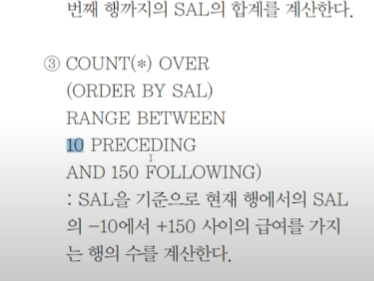 번째 행까지의 SAL의 합계를 계산한다.
③ COUNT(*) OVER
(ORDER BY SAL)
RANGE BETWEEN
10 PRECEDING
AND 150 FOLLOWING)
: SAL을 기준으로 현재 행에서의 SAL
의 −10에서 +150 사이의 급여를 가지
는 행의 수를 계산한다.